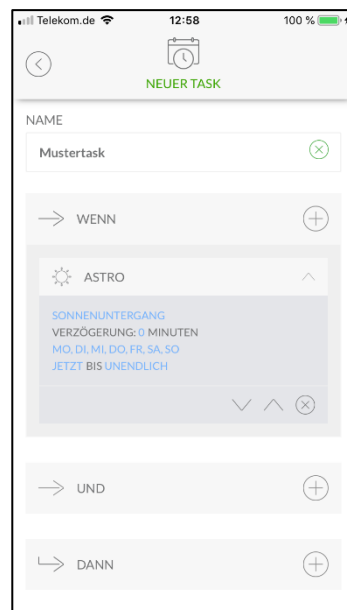 Telekom.de 12:58 100 %
NEUER TASK
NAME
Mustertask
WENN
ASTRO
SONNENUNTERGANG
VERZÖGERUNG: 0 MINUTEN
MO, DI, MI, DO, FR, SA, SO
JETZT BIS UNENDLICH
UND
DANN